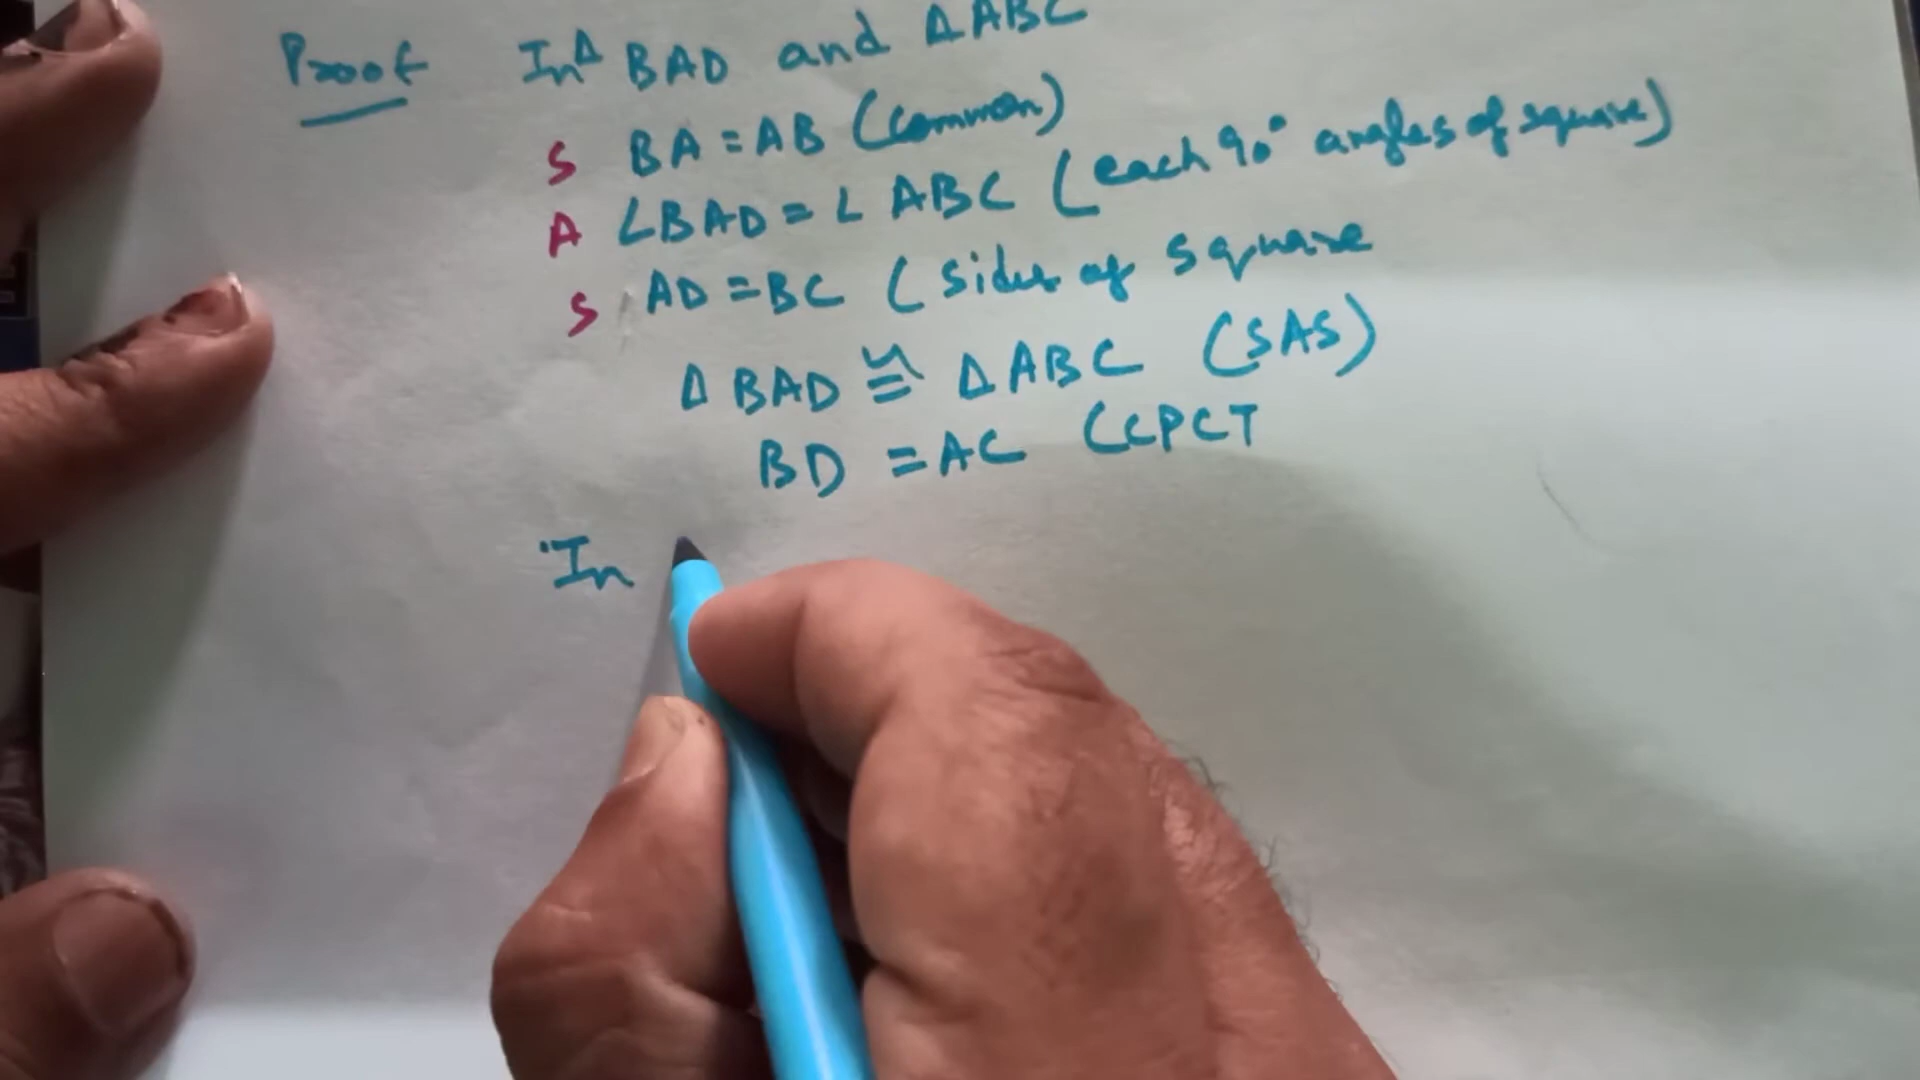 Proof In Δ BAD and Δ ABC
S BA = AB (common)
A ∠BAD = ∠ ABC (each 90° angles of square)
S AD = BC (sides of square
Δ BAD ≅ Δ ABC (SAS)
BD = AC (CPCT
In